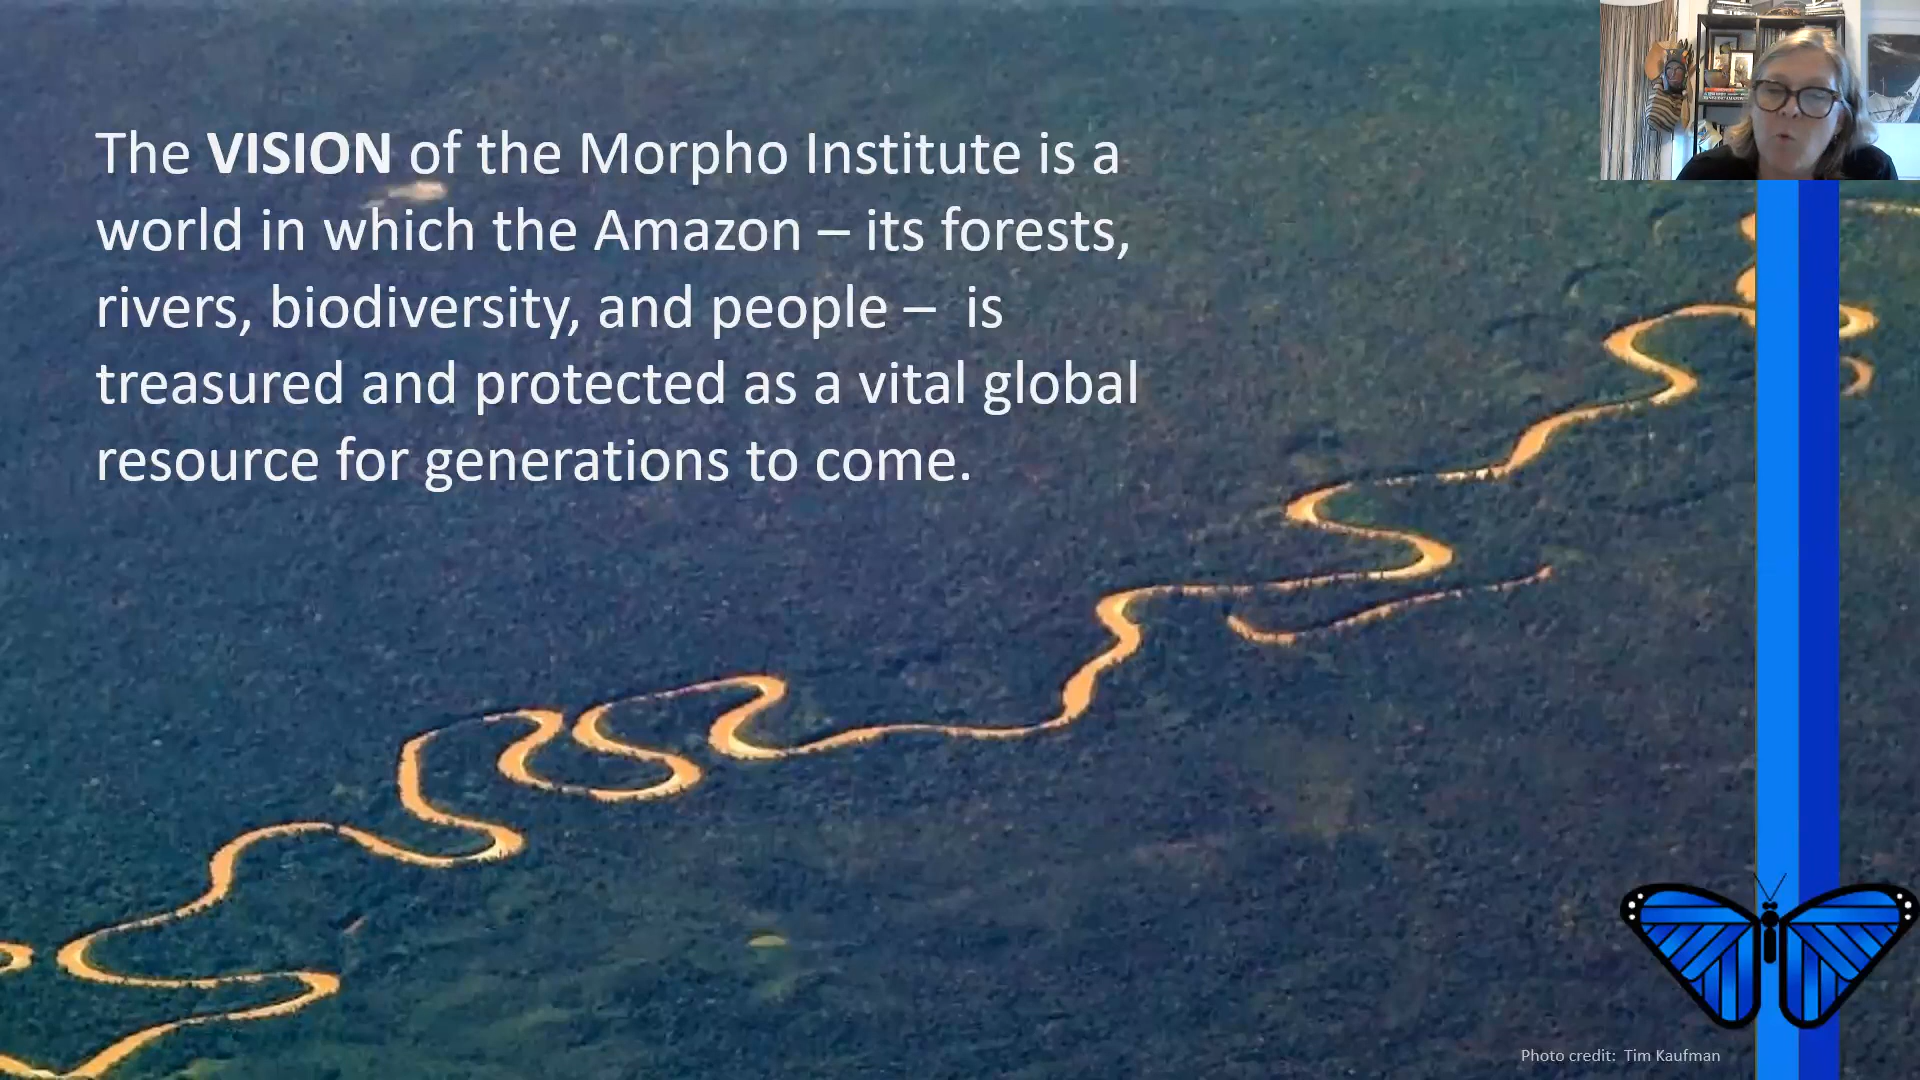 The VISION of the Morpho Institute is a
world in which the Amazon – its forests,
rivers, biodiversity, and people –  is
treasured and protected as a vital global
resource for generations to come.
Photo credit:  Tim Kaufman